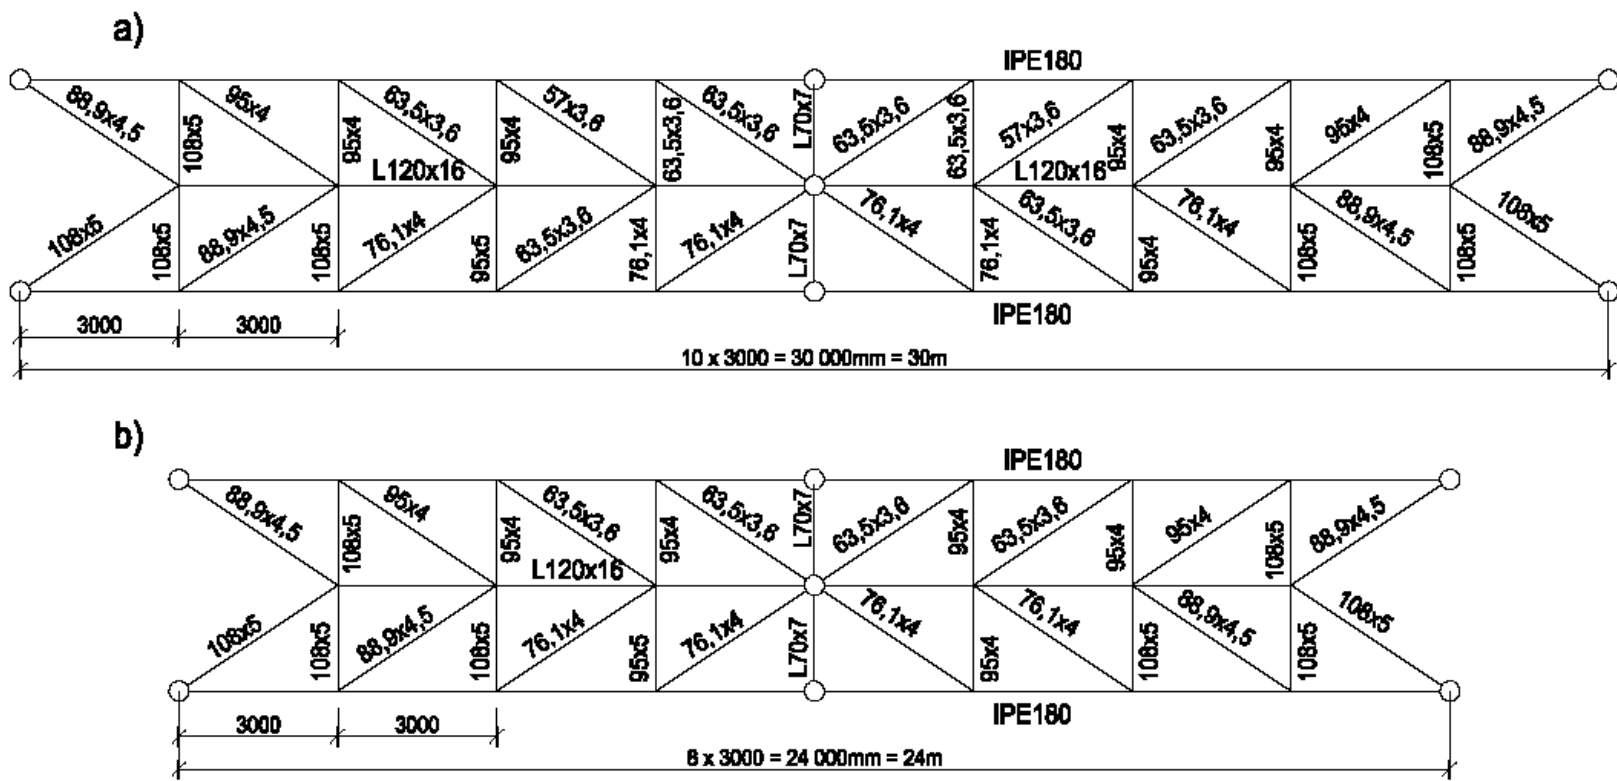 a)
IPE180
88,9x4,5
95x4
63,5x3,6
57x3,6
63,5x3,6
63,5x3,6
57x3,6
63,5x3,6
95x4
88,9x4,5
108x5
95x4
95x4
63,5x3,6
L70x7
63,5x3,6
95x4
95x4
108x5
L120x16
L120x16
108x5
88,9x4,5
76,1x4
63,5x3,6
76,1x4
76,1x4
63,5x3,6
76,1x4
88,9x4,5
108x5
108x5
108x5
95x5
76,1x4
L70x7
76,1x4
95x4
108x5
108x5
IPE180
3000
3000
10 x 3000 = 30 000mm = 30m
b)
IPE180
88,9x4,5
95x4
63,5x3,6
63,5x3,6
63,5x3,6
63,5x3,6
95x4
88,9x4,5
108x5
95x4
95x4
L70x7
95x4
95x4
108x5
L120x16
108x5
88,9x4,5
76,1x4
76,1x4
76,1x4
76,1x4
88,9x4,5
108x5
108x5
108x5
95x5
L70x7
95x4
108x5
108x5
IPE180
3000
3000
8 x 3000 = 24 000mm = 24m